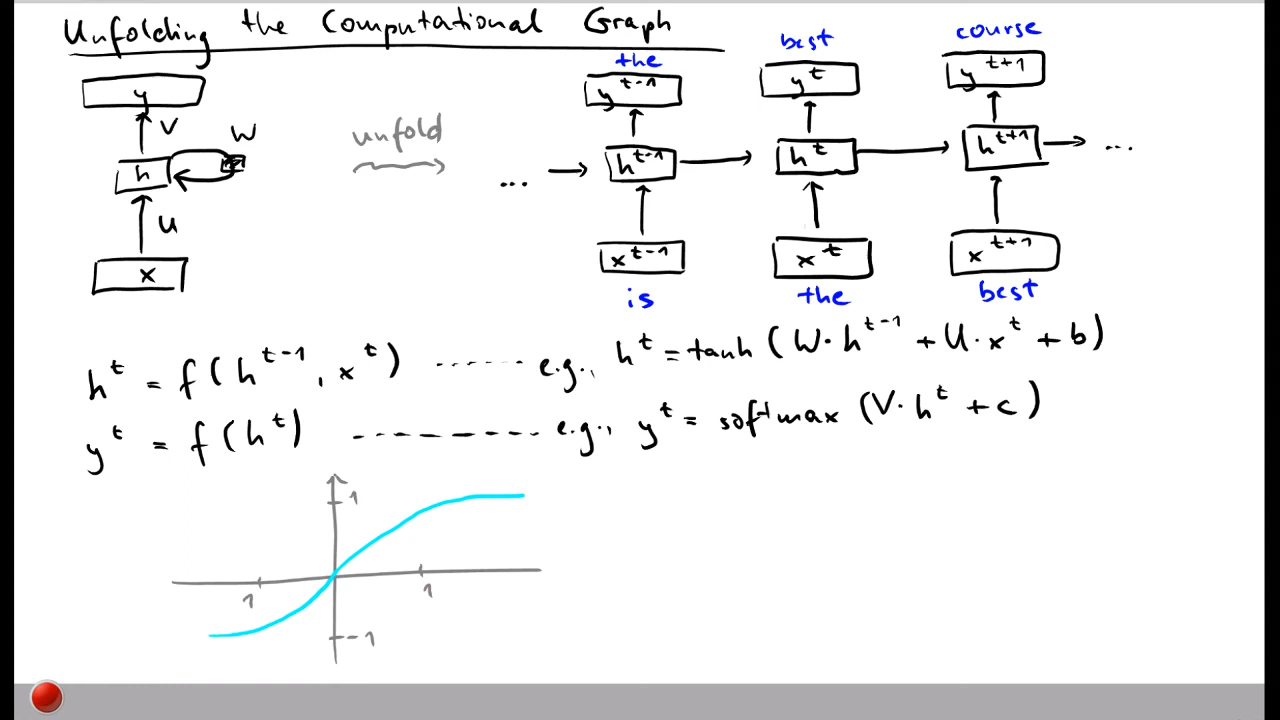 Unfolding the Computational Graph
the best course
y y^{t-1} y^t y^{t+1}
V W unfold
h ... h^{t-1} h^t h^{t+1} ...
U
x x^{t-1} x^t x^{t+1}
is the best
h^t = f(h^{t-1}, x^t) ...... e.g., h^t = tanh (W·h^{t-1} + U·x^t + b)
y^t = f(h^t) ---------- e.g., y^t = softmax (V·h^t + c)
1
1 1
-1